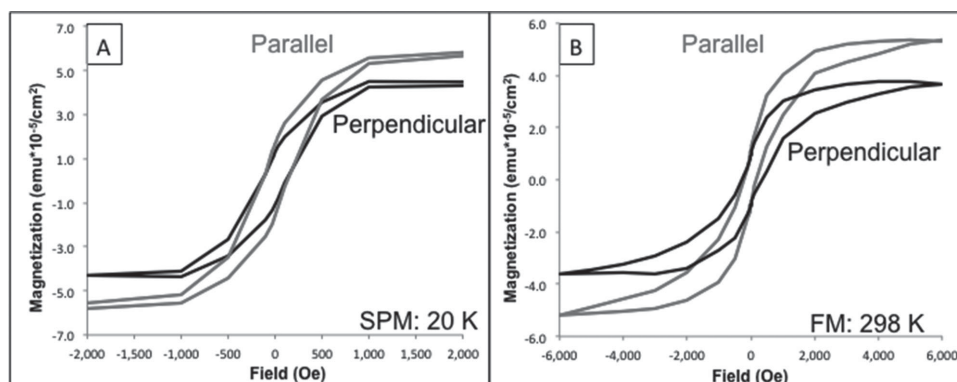 A
7.0
5.0
3.0
1.0
-1.0
-3.0
-5.0
-7.0
Magnetization (emu*10⁻⁵/cm²)
Parallel
Perpendicular
SPM: 20 K
-2,000 -1,000 -500 0 500 1,000 2,000
Field (Oe)
B
6.0
4.0
2.0
0.0
-2.0
-4.0
-6.0
Magnetization (emu*10⁻⁵/cm²)
Parallel
Perpendicular
FM: 298 K
-6,000 -4,000 -2,000 0 2,000 4,000 6,000
Field (Oe)